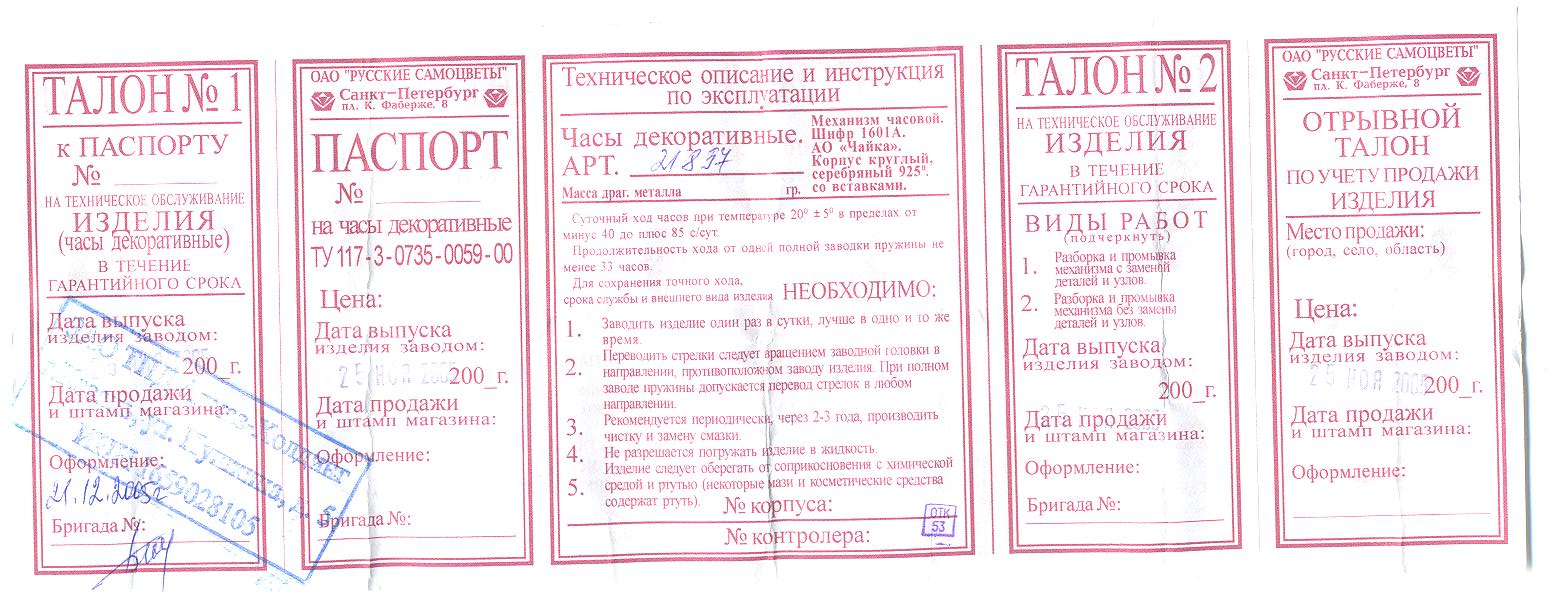 ТАЛОН № 1
К ПАСПОРТУ
№
НА ТЕХНИЧЕСКОЕ ОБСЛУЖИВАНИЕ
ИЗДЕЛИЯ
(часы декоративные)
В ТЕЧЕНИЕ
ГАРАНТИЙНОГО СРОКА
Дата выпуска
изделия заводом:
200_г.
Дата продажи
и штамп магазина:
Оформление:
21.12.2005г
Бригада №:
ОАО "РУССКИЕ САМОЦВЕТЫ"
Санкт-Петербург
пл. К. Фаберже, 8
ПАСПОРТ
№
на часы декоративные
ТУ 117-3-0735-0059-00
Цена:
Дата выпуска
изделия заводом:
25 НОЯ 2005 200_г.
Дата продажи
и штамп магазина:
Оформление:
Бригада №:
Техническое описание и инструкция
по эксплуатации
Часы декоративные.
АРТ. 21897
Механизм часовой.
Шифр 1601А.
АО «Чайка».
Корпус круглый,
серебряный 925⁰.
со вставками.
Масса драг. металла гр.
Суточный ход часов при температуре 20⁰ ±5⁰ в пределах от
минус 40 до плюс 85 с/сут.
Продолжительность хода от одной полной заводки пружины не
менее 33 часов.
Для сохранения точного хода,
срока службы и внешнего вида изделия НЕОБХОДИМО:
1. Заводить изделие один раз в сутки, лучше в одно и то же
время.
2. Переводить стрелки следует вращением заводной головки в
направлении, противоположном заводу изделия. При полном
заводе пружины допускается перевод стрелок в любом
направлении.
3. Рекомендуется периодически, через 2-3 года, производить
чистку и замену смазки.
4. Не разрешается погружать изделие в жидкость.
5. Изделие следует оберегать от соприкосновения с химической
средой и ртутью (некоторые мази и косметические средства
содержат ртуть).
№ корпуса:
№ контролера:
ОТК
53
ТАЛОН № 2
НА ТЕХНИЧЕСКОЕ ОБСЛУЖИВАНИЕ
ИЗДЕЛИЯ
В ТЕЧЕНИЕ
ГАРАНТИЙНОГО СРОКА
ВИДЫ РАБОТ
(подчеркнуть)
1. Разборка и промывка
механизма с заменой
деталей и узлов.
2. Разборка и промывка
механизма без замены
деталей и узлов.
Дата выпуска
изделия заводом:
200_г.
Дата продажи
и штамп магазина:
Оформление:
Бригада №:
ОАО "РУССКИЕ САМОЦВЕТЫ"
Санкт-Петербург
пл. К. Фаберже, 8
ОТРЫВНОЙ
ТАЛОН
ПО УЧЕТУ ПРОДАЖИ
ИЗДЕЛИЯ
Место продажи:
(город, село, область)
Цена:
Дата выпуска
изделия заводом:
25 НОЯ 2005 200_г.
Дата продажи
и штамп магазина:
Оформление: